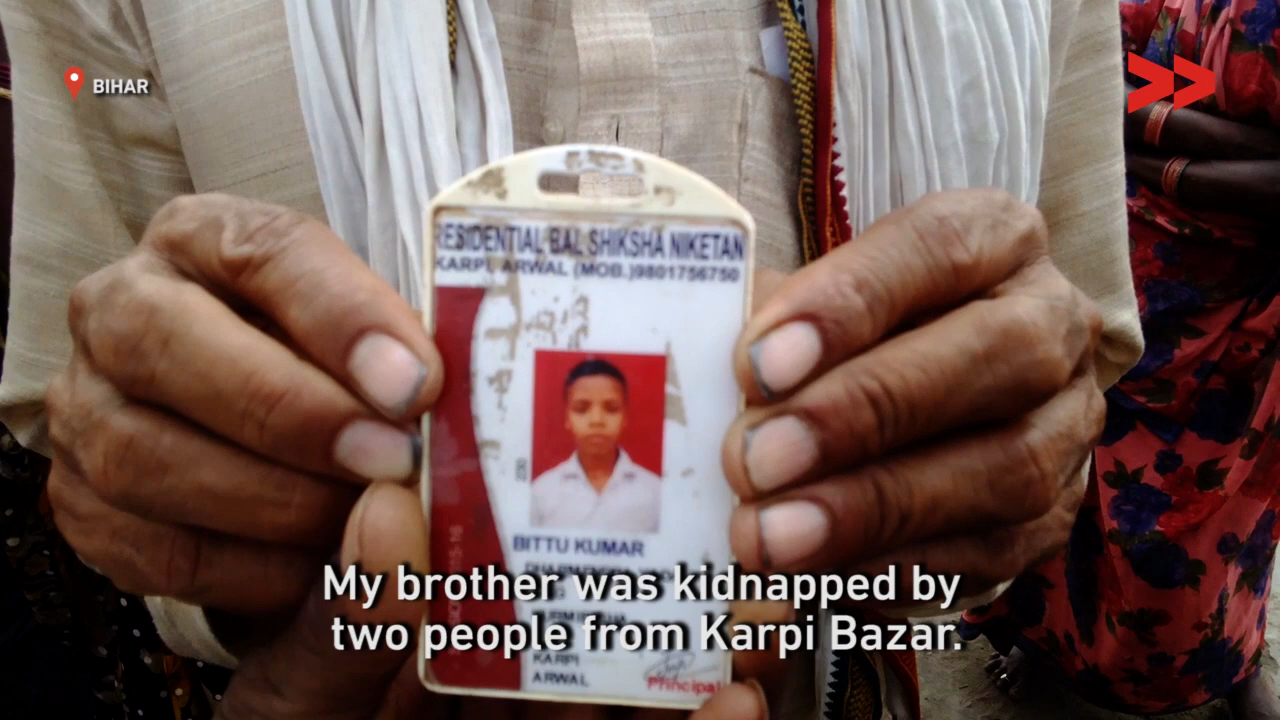 BIHAR
RESIDENTIAL BAL SHIKSHA NIKETAN
KARPI, ARWAL (MOB.)9801756750
BITTU KUMAR
My brother was kidnapped by
two people from Karpi Bazar.
KARPI
ARWAL
Principal